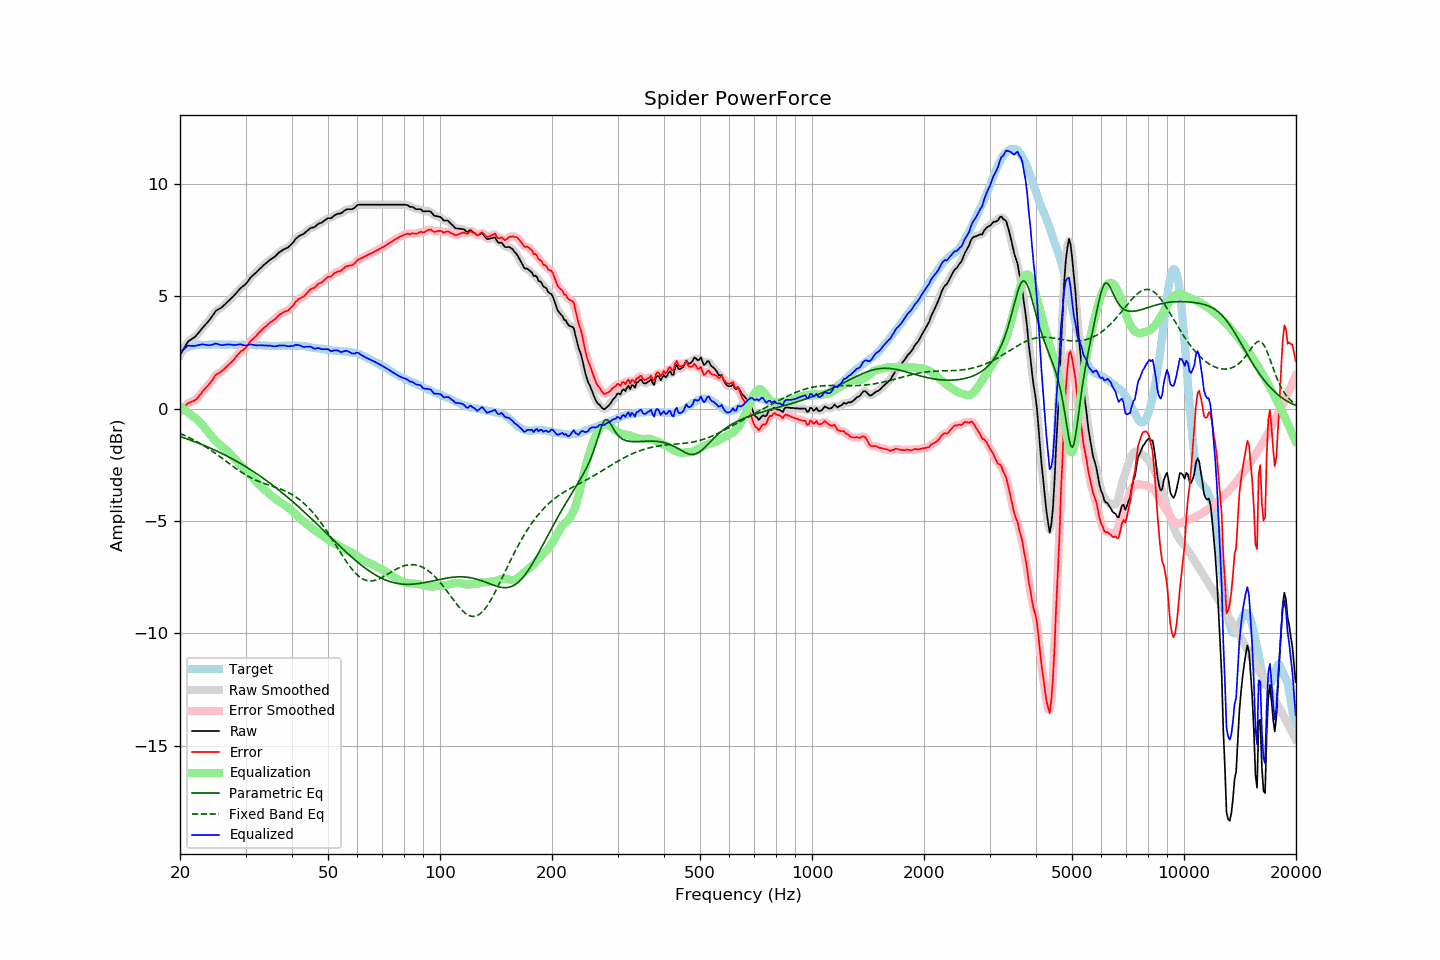 Spider PowerForce
Amplitude (dBr)
10
5
0
−5
−10
−15
Target
Raw Smoothed
Error Smoothed
Raw
Error
Equalization
Parametric Eq
Fixed Band Eq
Equalized
20 50 100 200 500 1000 2000 5000 10000 20000
Frequency (Hz)